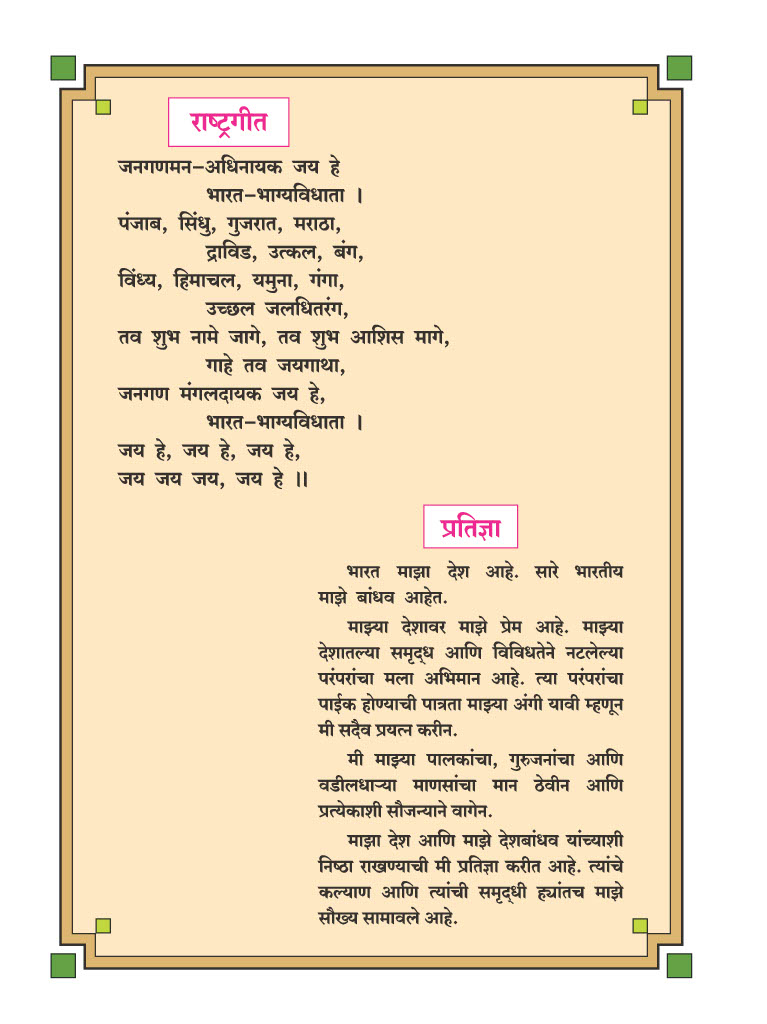 राष्ट्रगीत
जनगणमन–अधिनायक जय हे
भारत–भाग्यविधाता ।
पंजाब, सिंधु, गुजरात, मराठा,
द्राविड, उत्कल, बंग,
विंध्य, हिमाचल, यमुना, गंगा,
उच्छल जलधितरंग,
तव शुभ नामे जागे, तव शुभ आशिस मागे,
गाहे तव जयगाथा,
जनगण मंगलदायक जय हे,
भारत–भाग्यविधाता ।
जय हे, जय हे, जय हे,
जय जय जय, जय हे ।।
प्रतिज्ञा
भारत माझा देश आहे. सारे भारतीय
माझे बांधव आहेत.
माझ्या देशावर माझे प्रेम आहे. माझ्या
देशातल्या समृद्ध आणि विविधतेने नटलेल्या
परंपरांचा मला अभिमान आहे. त्या परंपरांचा
पाईक होण्याची पात्रता माझ्या अंगी यावी म्हणून
मी सदैव प्रयत्न करीन.
मी माझ्या पालकांचा, गुरुजनांचा आणि
वडीलधाऱ्या माणसांचा मान ठेवीन आणि
प्रत्येकाशी सौजन्याने वागेन.
माझा देश आणि माझे देशबांधव यांच्याशी
निष्ठा राखण्याची मी प्रतिज्ञा करीत आहे. त्यांचे
कल्याण आणि त्यांची समृद्धी ह्यांतच माझे
सौख्य सामावले आहे.